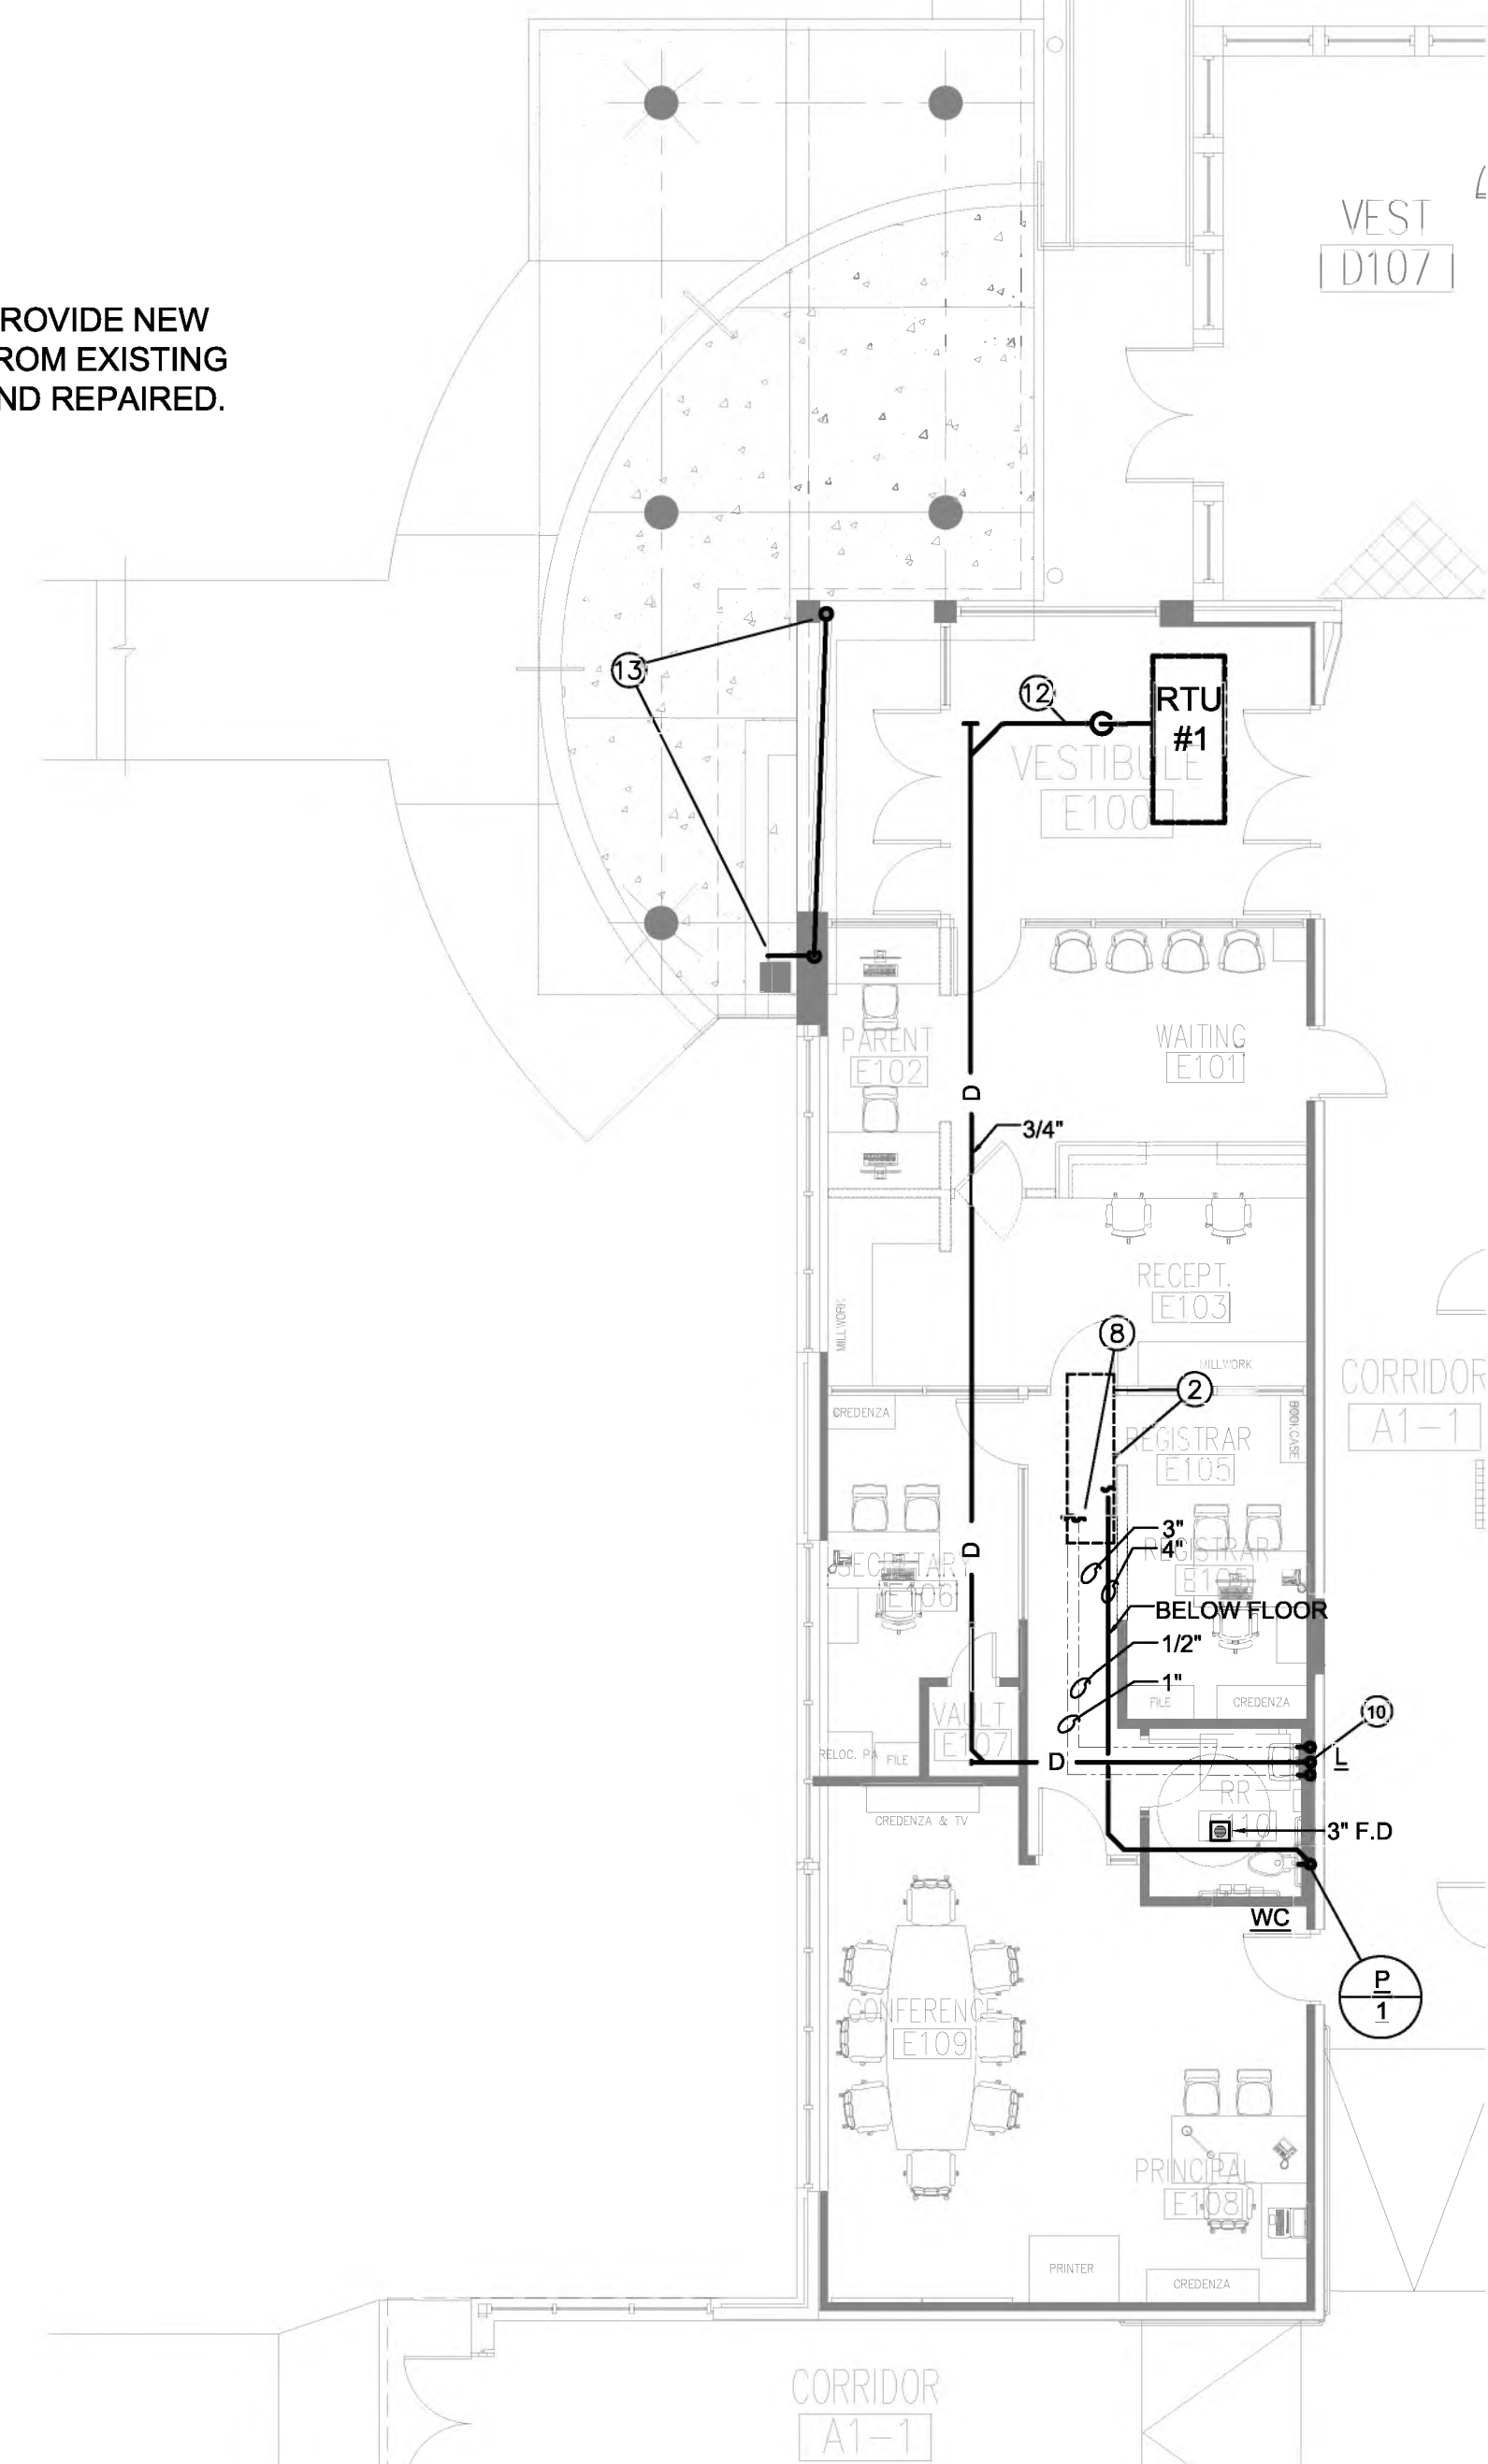 ROVIDE NEW
ROM EXISTING
ND REPAIRED.
VEST
D107
13
12
RTU
#1
VESTIBULE
E100
PARENT
E102
WAITING
E101
D
3/4"
RECEPT.
E103
MILLWORK
8
MILLWORK
2
CORRIDOR
A1-1
CREDENZA
REGISTRAR
E105
BOOKCASE
3"
4"
REGISTRAR
E105
D
SECRETARY
E106
BELOW FLOOR
1/2"
1"
FILE
CREDENZA
VAULT
E107
10
RELOC. PA
FILE
D
L
RR
E110
CREDENZA & TV
3" F.D
WC
P
1
CONFERENCE
E109
PRINCIPAL
E108
PRINTER
CREDENZA
CORRIDOR
A1-1